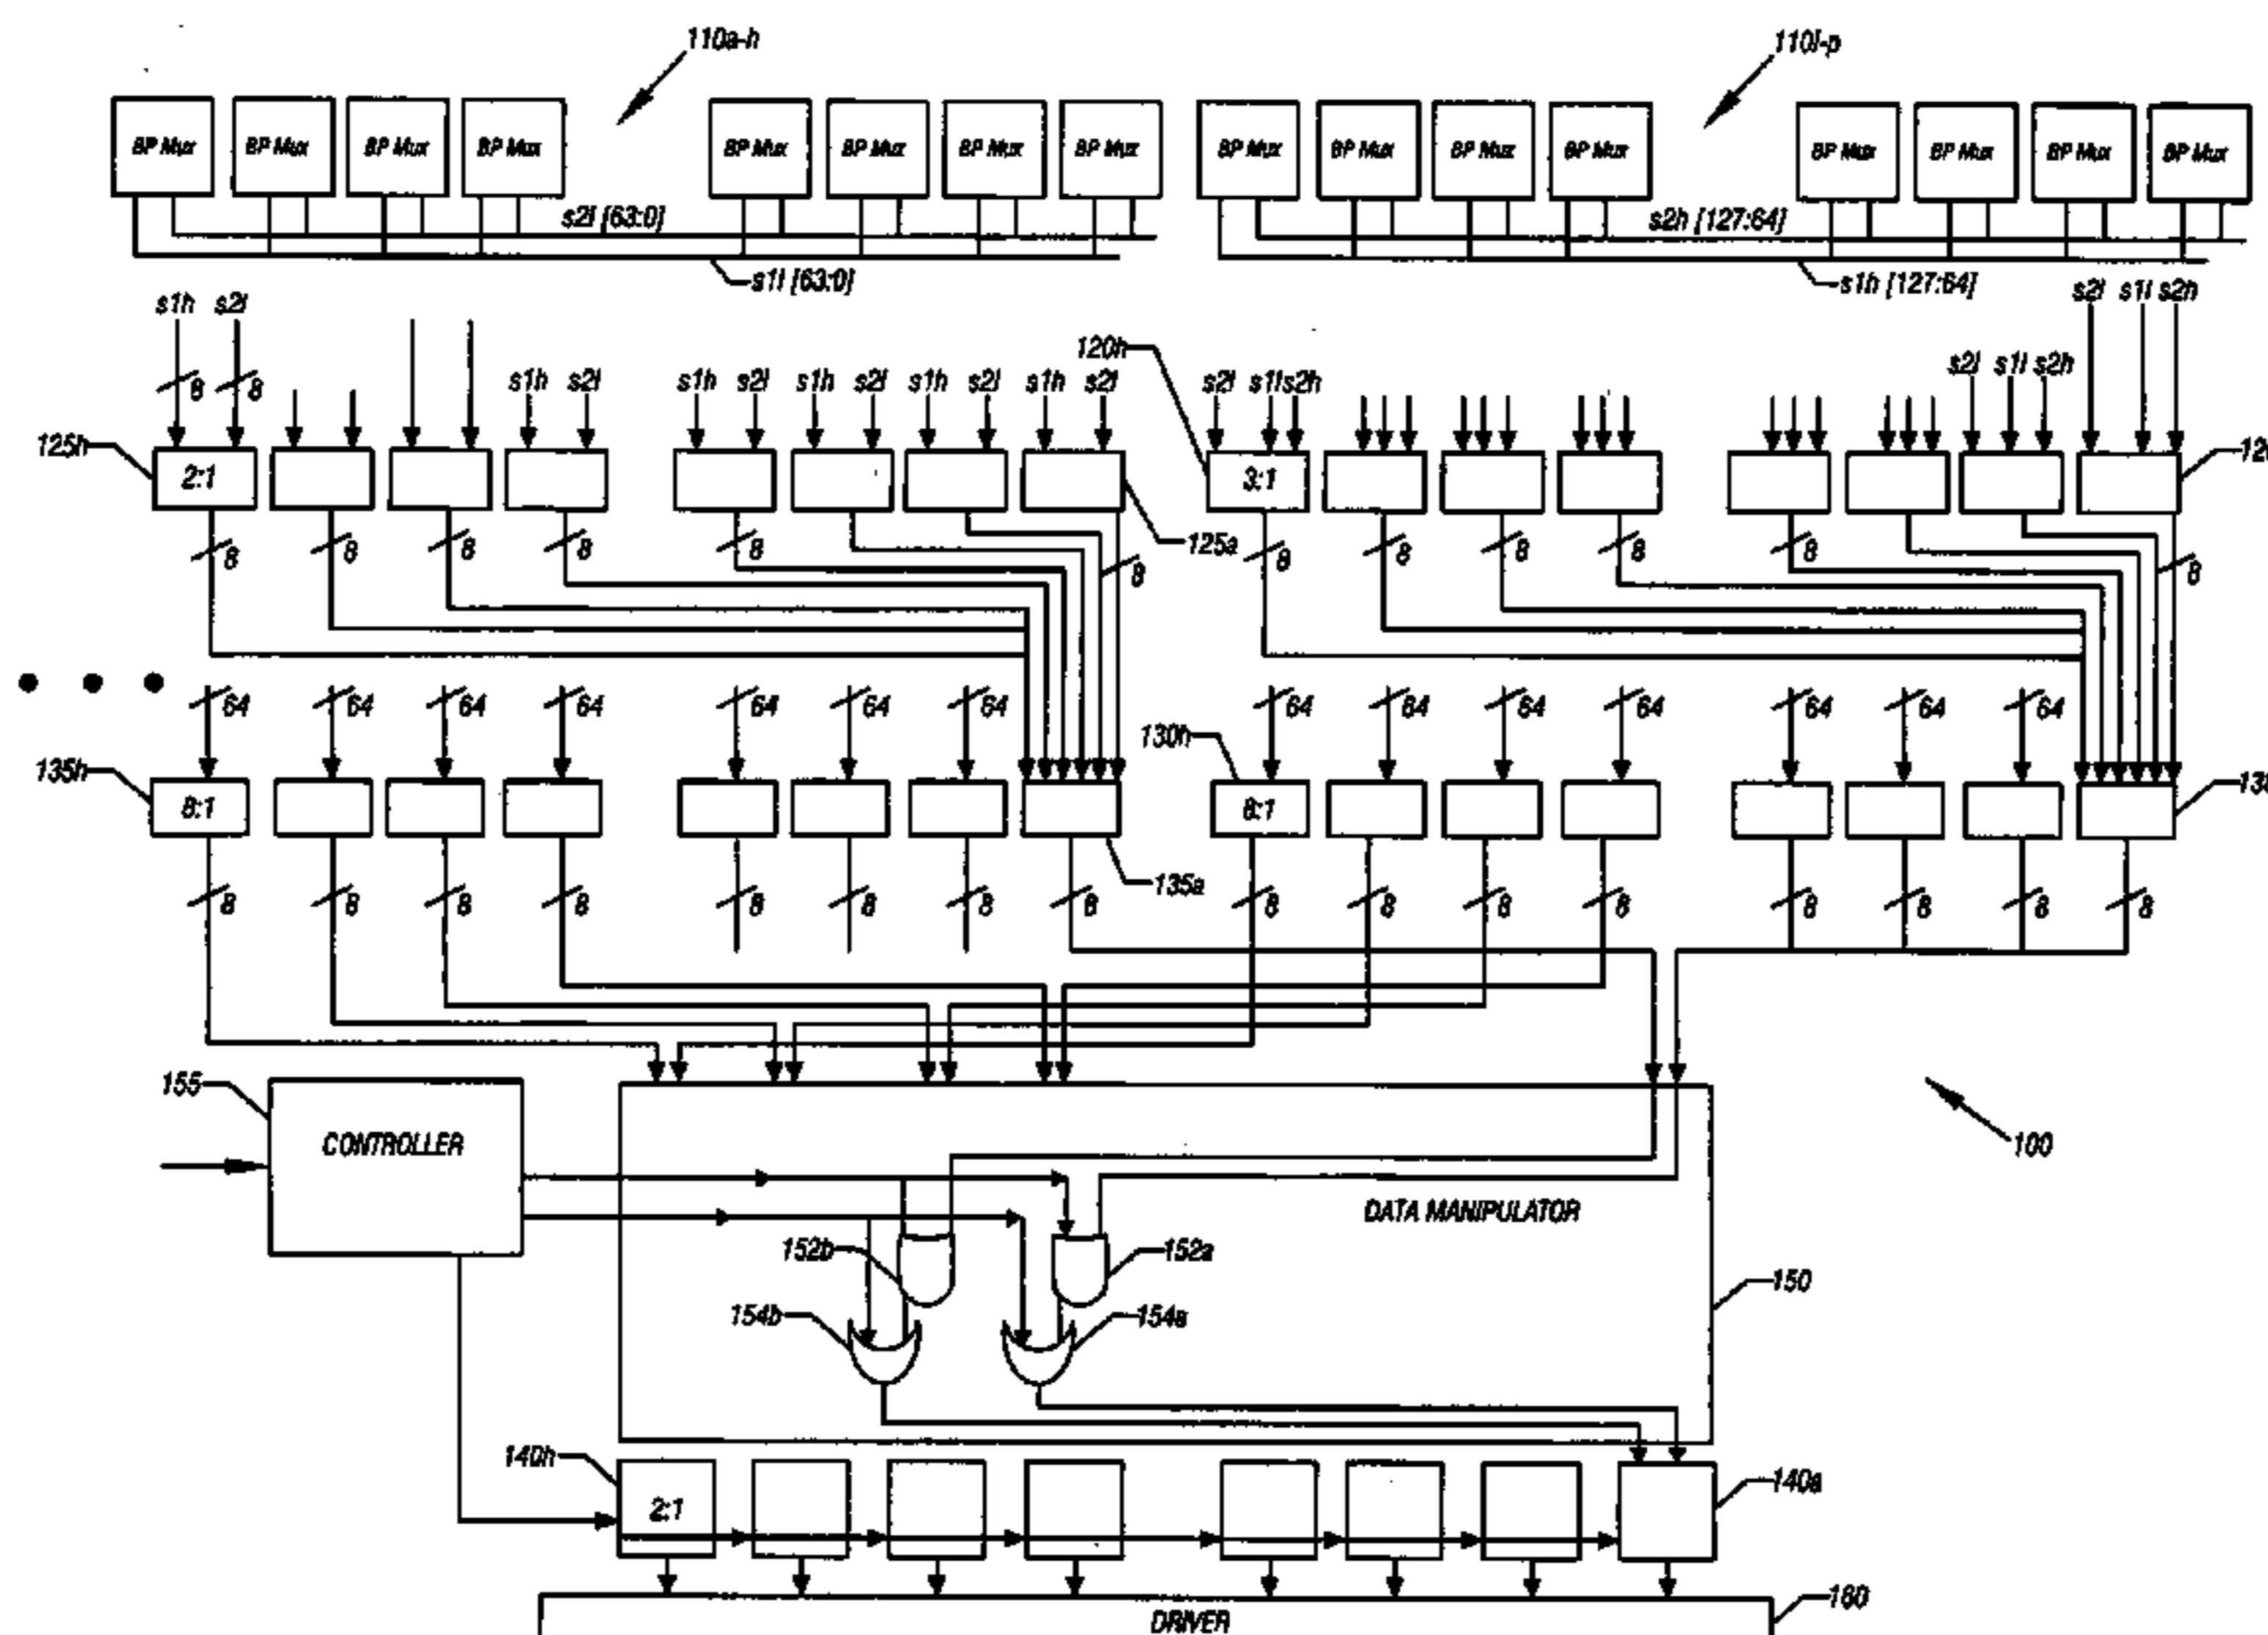 110a-h
110i-p
BP Mux BP Mux BP Mux BP Mux BP Mux BP Mux BP Mux BP Mux BP Mux BP Mux BP Mux BP Mux BP Mux BP Mux BP Mux BP Mux
s2l [63:0]
s2h [127:64]
s1l [63:0]
s1h [127:64]
s1h s2l
s2l s1l s2h
120h
8 8
s1h s2l
s1h s2l s1h s2l s1h s2l s1h s2l
s2l s1l s2h
s2l s1l s2h
125h
2:1
3:1
8 8 8 8 8
125a
8
8 8 8 8 8
8
64 64 64 64 64 64 64
130h
64 64 64 64 64 64 64
135h
8:1
8:1
8 8 8 8 8 8 8 8
135a
8 8 8 8 8 8 8 8
155
CONTROLLER
100
DATA MANIPULATOR
152b
152a
150
154b
154a
140h
2:1
140a
DRIVER
160